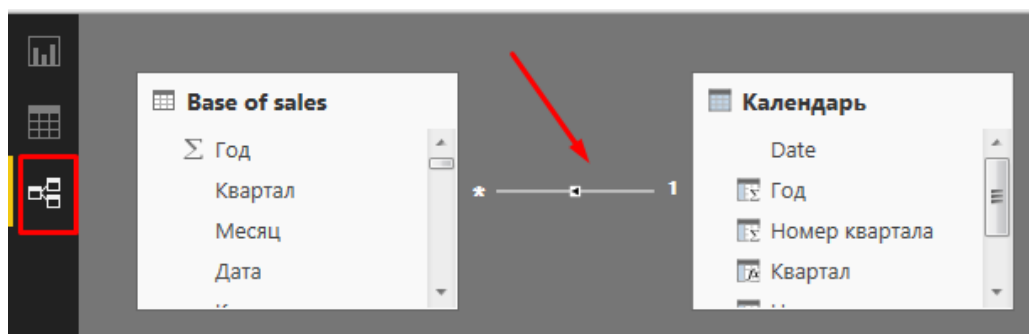 Base of sales
Год
Квартал
Месяц
Дата
* 1
Календарь
Date
Год
Номер квартала
Квартал